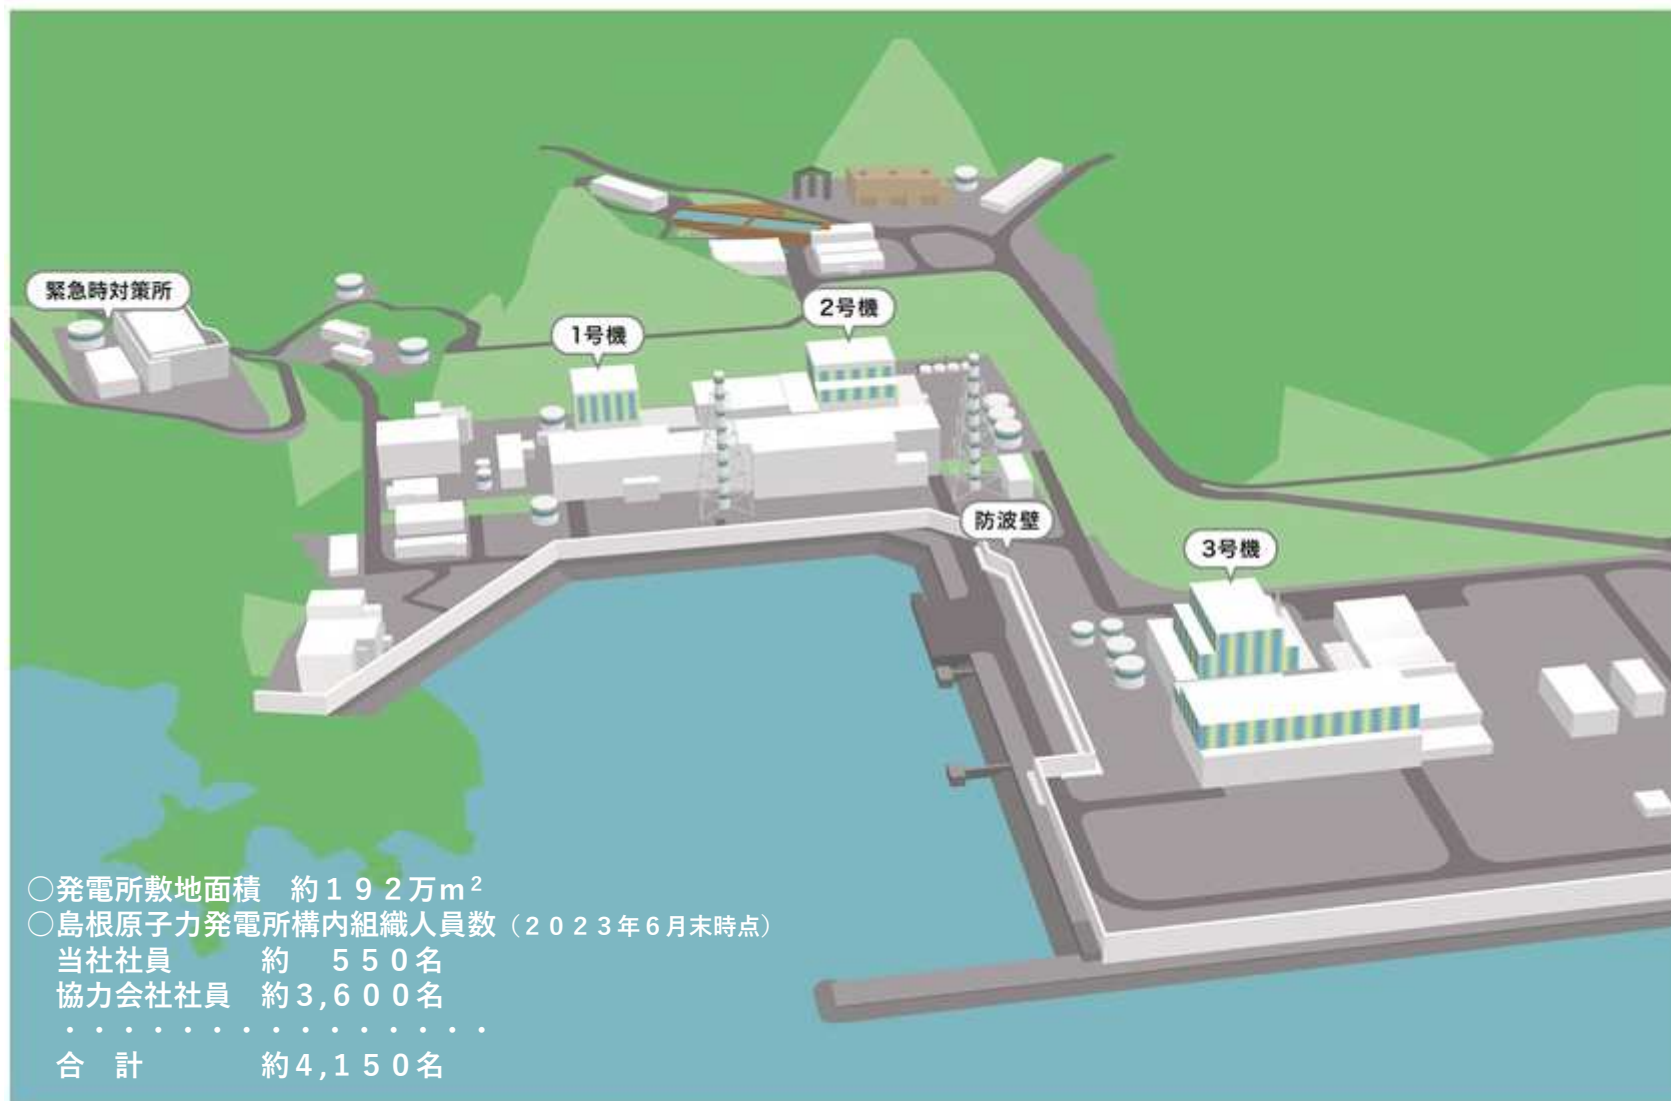 緊急時対策所
1号機
2号機
防波壁
3号機
○発電所敷地面積　約１９２万m²
○島根原子力発電所構内組織人員数（２０２３年６月末時点）
当社社員　　　約　５５０名
協力会社社員　約３,６００名
・・・・・・・・・・・・・・・
合　計　　　　約４,１５０名